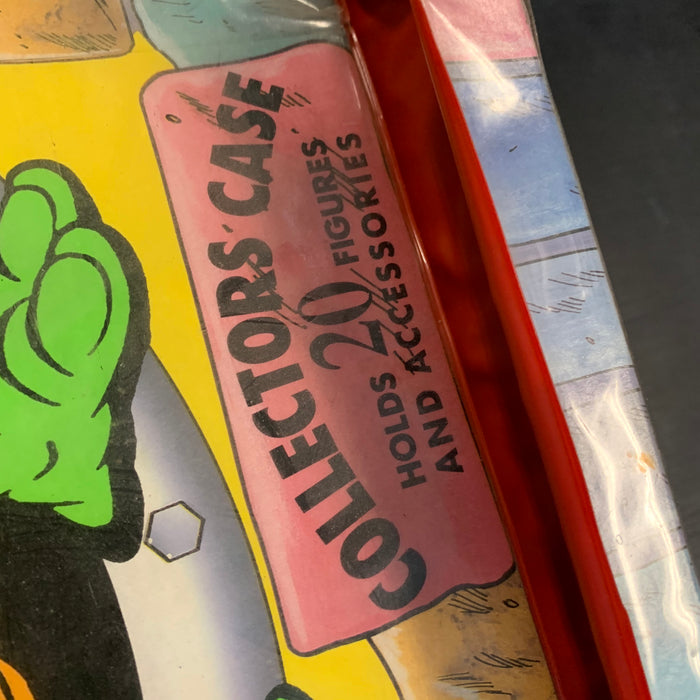 COLLECTORS' CASE
HOLDS 20 FIGURES
AND ACCESSORIES